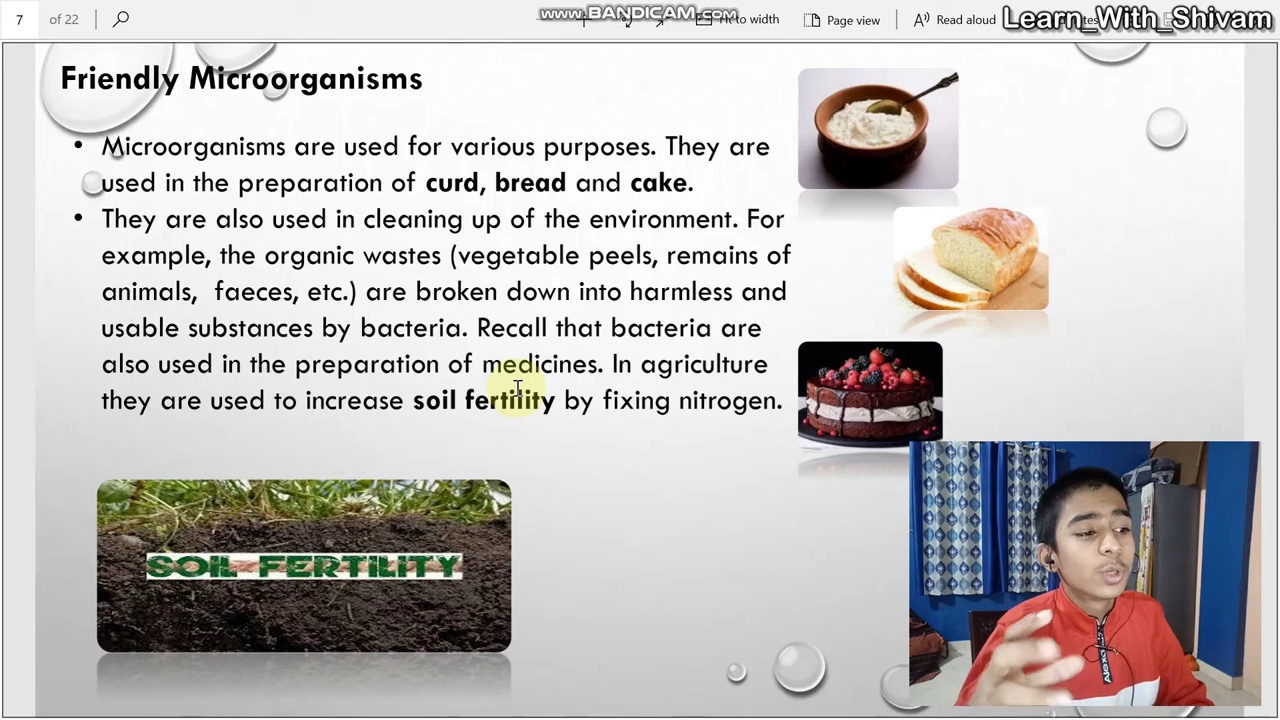 7 of 22
www.BANDICAM.com
to width
Page view
Read aloud
Learn_With_Shivam
Friendly Microorganisms
• Microorganisms are used for various purposes. They are
used in the preparation of curd, bread and cake.
• They are also used in cleaning up of the environment. For
example, the organic wastes (vegetable peels, remains of
animals, faeces, etc.) are broken down into harmless and
usable substances by bacteria. Recall that bacteria are
also used in the preparation of medicines. In agriculture
they are used to increase soil fertility by fixing nitrogen.
SOIL FERTILITY